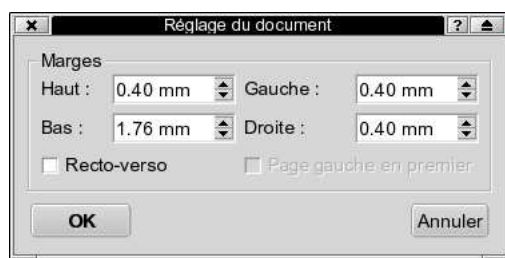 Réglage du document ?
Marges
Haut : 0.40 mm Gauche : 0.40 mm
Bas : 1.76 mm Droite : 0.40 mm
Recto-verso Page gauche en premier
OK Annuler